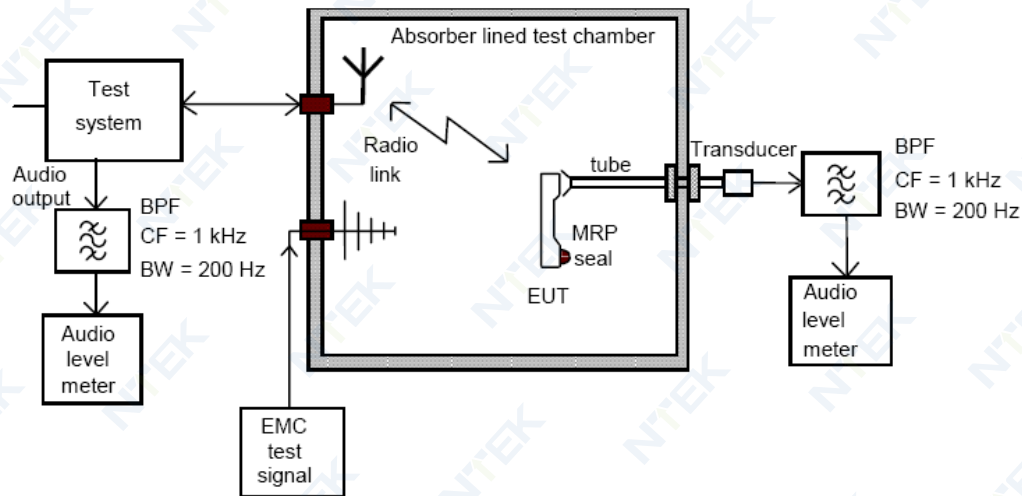 Absorber lined test chamber
Test
system
Radio
link
Audio
output
BPF
CF = 1 kHz
BW = 200 Hz
Audio
level
meter
EMC
test
signal
tube
Transducer
MRP
seal
EUT
BPF
CF = 1 kHz
BW = 200 Hz
Audio
level
meter
NTEK